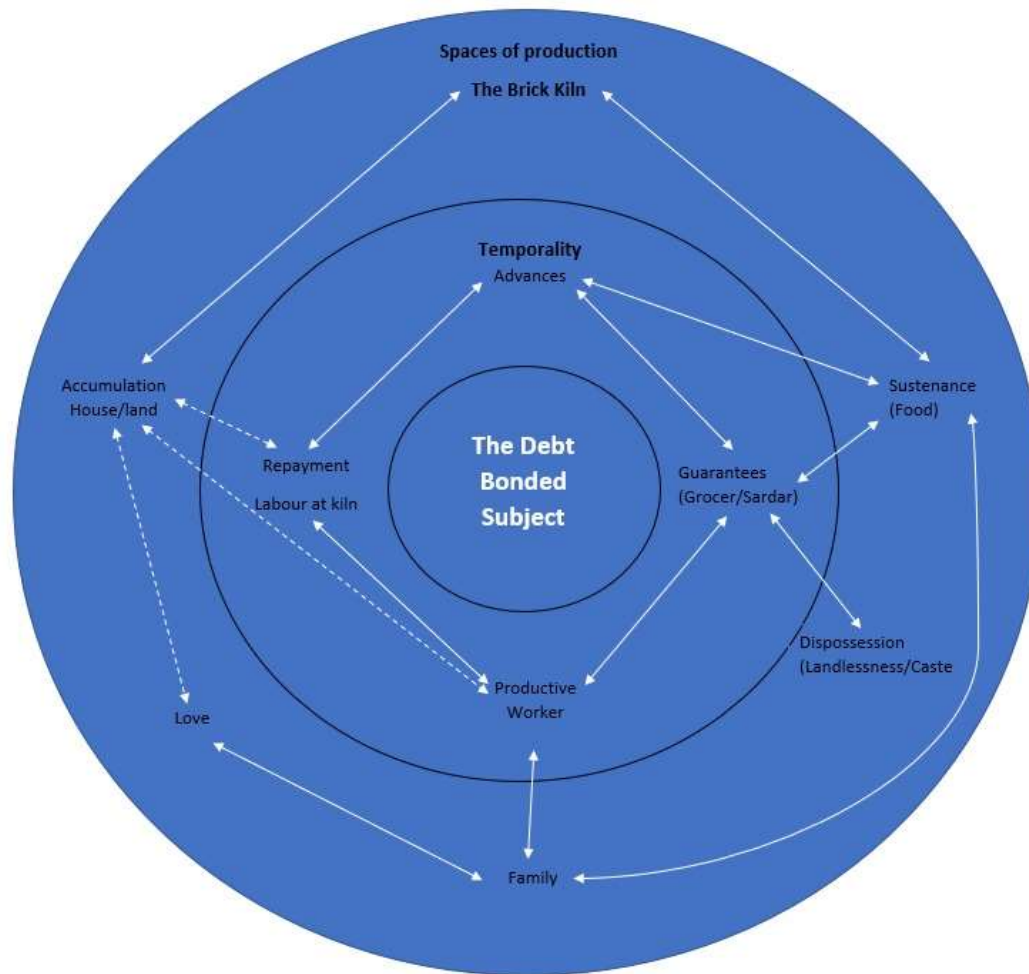 Spaces of production
The Brick Kiln
Temporality
Advances
Accumulation
House/land
Sustenance
(Food)
Repayment
Labour at kiln
The Debt
Bonded
Subject
Guarantees
(Grocer/Sardar)
Dispossession
(Landlessness/Caste
Productive
Worker
Love
Family